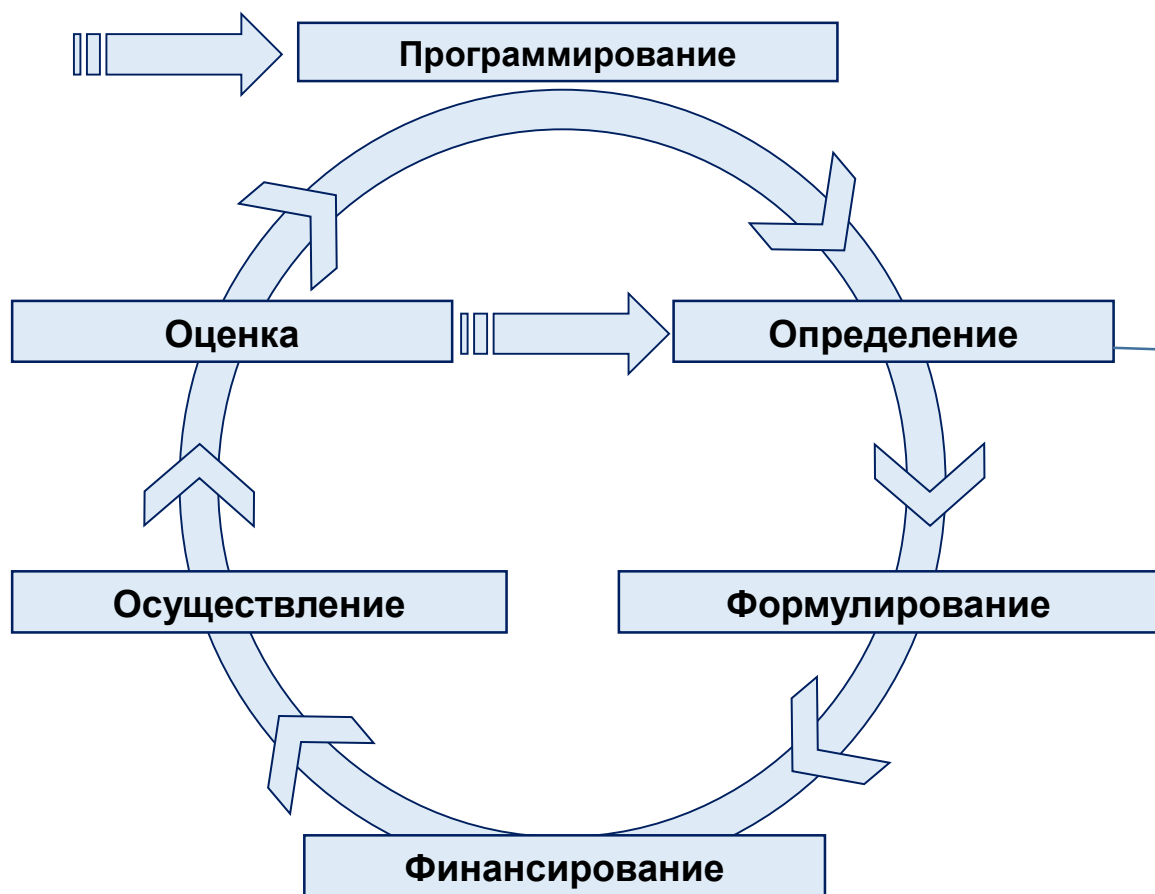 Программирование
Оценка
Определение
Осуществление
Формулирование
Финансирование